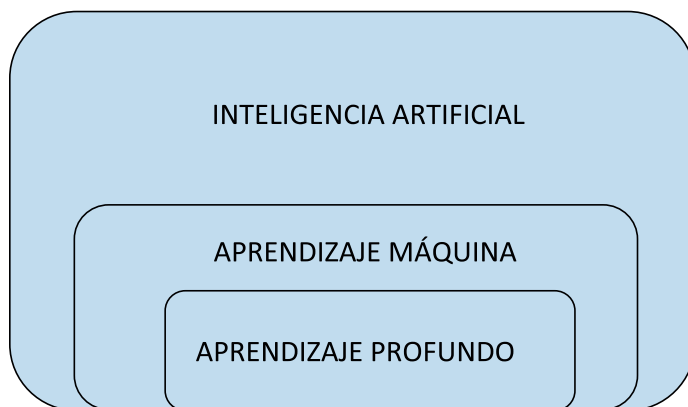 INTELIGENCIA ARTIFICIAL
APRENDIZAJE MÁQUINA
APRENDIZAJE PROFUNDO